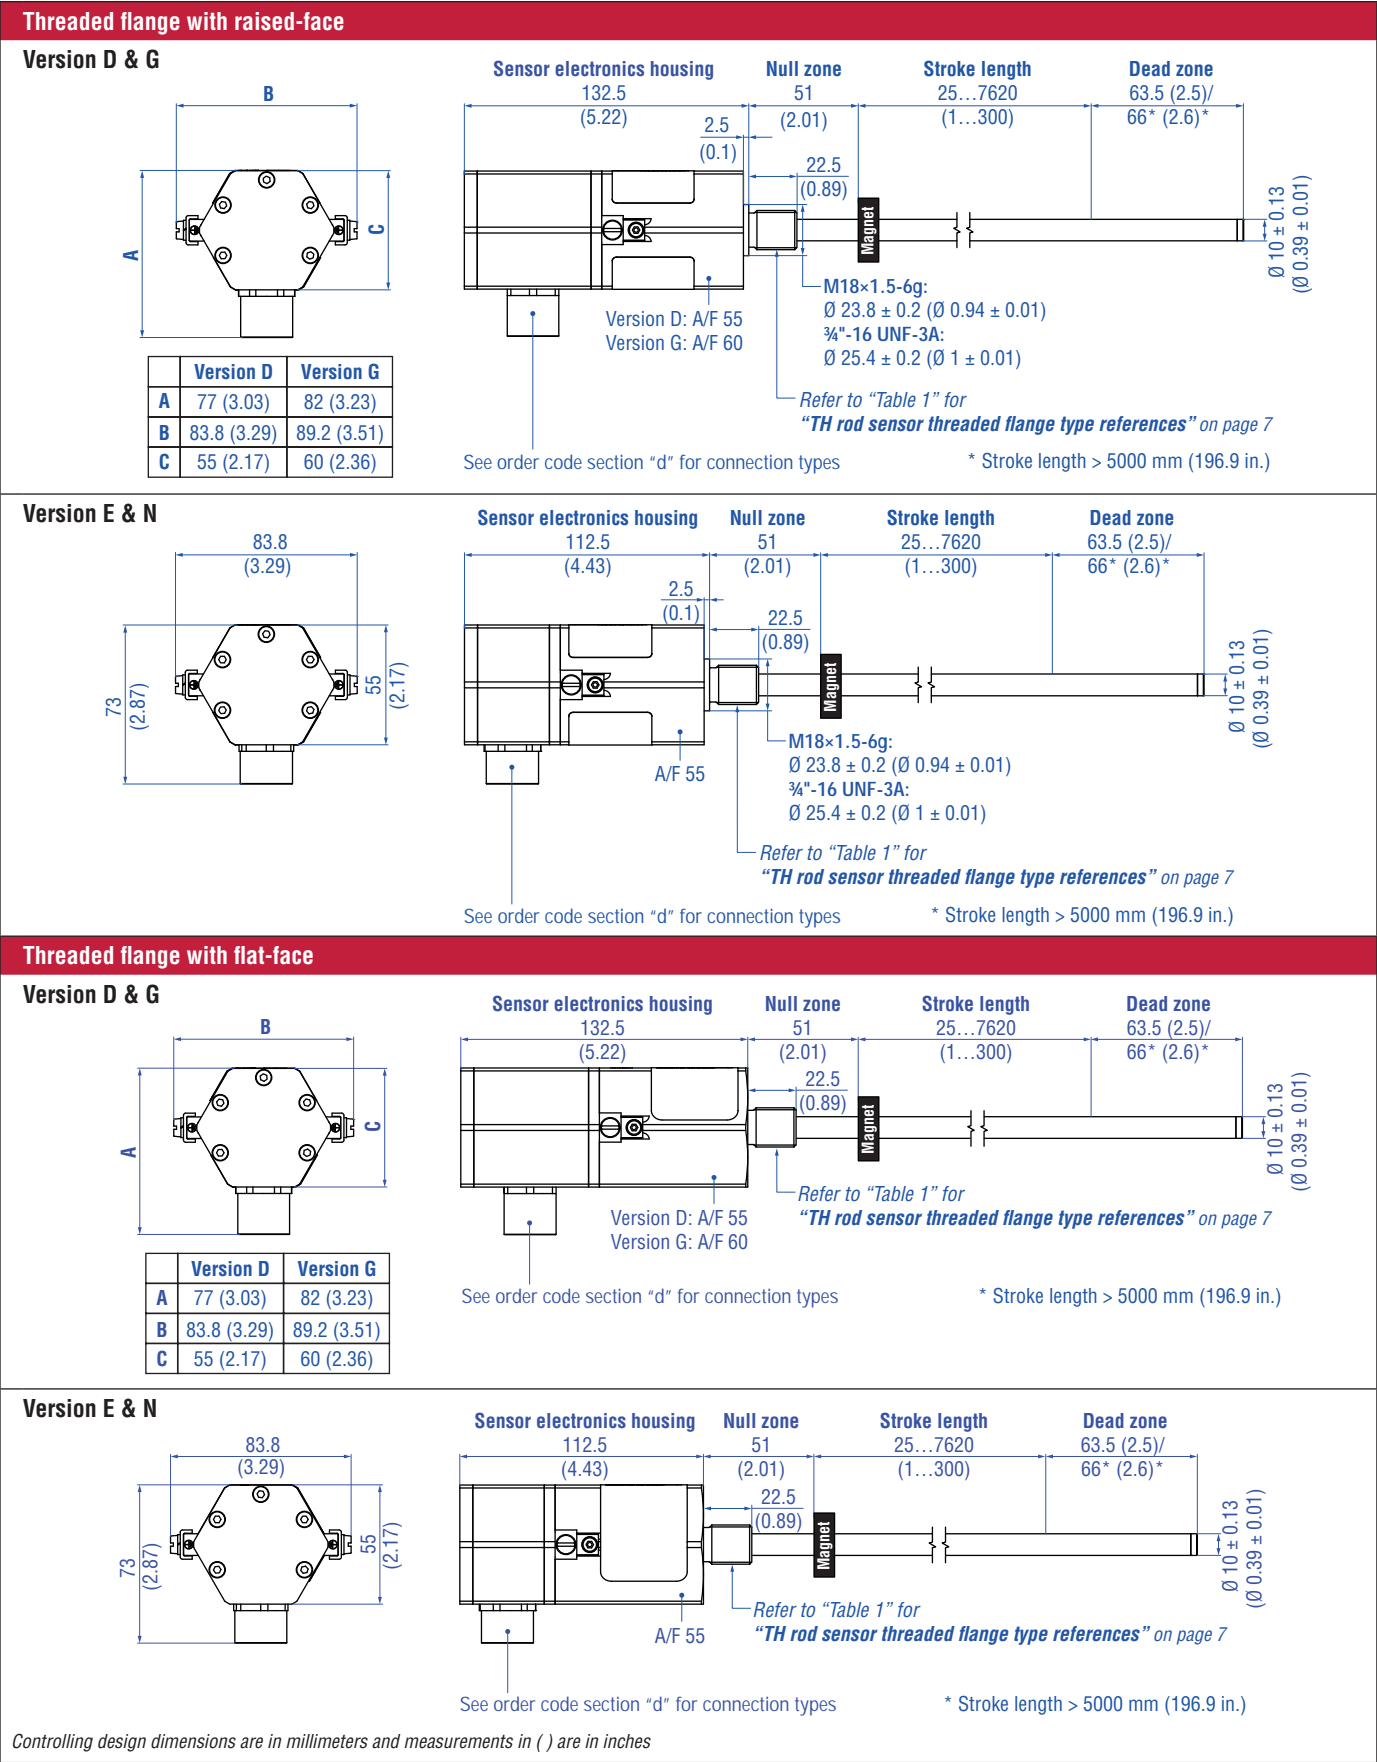 Threaded flange with raised-face
Version D & G
B
A
C
Sensor electronics housing
132.5
(5.22)
Null zone
51
(2.01)
Stroke length
25…7620
(1…300)
Dead zone
63.5 (2.5)/
66* (2.6)*
2.5
(0.1)
22.5
(0.89)
Magnet
Ø 10 ± 0.13
(Ø 0.39 ± 0.01)
M18×1.5-6g:
Ø 23.8 ± 0.2 (Ø 0.94 ± 0.01)
¾"-16 UNF-3A:
Ø 25.4 ± 0.2 (Ø 1 ± 0.01)
Version D: A/F 55
Version G: A/F 60
Version D Version G
A 77 (3.03) 82 (3.23)
B 83.8 (3.29) 89.2 (3.51)
C 55 (2.17) 60 (2.36)
Refer to “Table 1” for
“TH rod sensor threaded flange type references” on page 7
See order code section “d” for connection types
* Stroke length > 5000 mm (196.9 in.)
Version E & N
83.8
(3.29)
73
(2.87)
55
(2.17)
Sensor electronics housing
112.5
(4.43)
Null zone
51
(2.01)
Stroke length
25…7620
(1…300)
Dead zone
63.5 (2.5)/
66* (2.6)*
2.5
(0.1)
22.5
(0.89)
Magnet
Ø 10 ± 0.13
(Ø 0.39 ± 0.01)
M18×1.5-6g:
Ø 23.8 ± 0.2 (Ø 0.94 ± 0.01)
¾"-16 UNF-3A:
Ø 25.4 ± 0.2 (Ø 1 ± 0.01)
A/F 55
Refer to “Table 1” for
“TH rod sensor threaded flange type references” on page 7
See order code section “d” for connection types
* Stroke length > 5000 mm (196.9 in.)
Threaded flange with flat-face
Version D & G
B
A
C
Sensor electronics housing
132.5
(5.22)
Null zone
51
(2.01)
Stroke length
25…7620
(1…300)
Dead zone
63.5 (2.5)/
66* (2.6)*
22.5
(0.89)
Magnet
Ø 10 ± 0.13
(Ø 0.39 ± 0.01)
Refer to “Table 1” for
“TH rod sensor threaded flange type references” on page 7
Version D: A/F 55
Version G: A/F 60
Version D Version G
A 77 (3.03) 82 (3.23)
B 83.8 (3.29) 89.2 (3.51)
C 55 (2.17) 60 (2.36)
See order code section “d” for connection types
* Stroke length > 5000 mm (196.9 in.)
Version E & N
83.8
(3.29)
73
(2.87)
55
(2.17)
Sensor electronics housing
112.5
(4.43)
Null zone
51
(2.01)
Stroke length
25…7620
(1…300)
Dead zone
63.5 (2.5)/
66* (2.6)*
22.5
(0.89)
Magnet
Ø 10 ± 0.13
(Ø 0.39 ± 0.01)
Refer to “Table 1” for
“TH rod sensor threaded flange type references” on page 7
A/F 55
See order code section “d” for connection types
* Stroke length > 5000 mm (196.9 in.)
Controlling design dimensions are in millimeters and measurements in ( ) are in inches